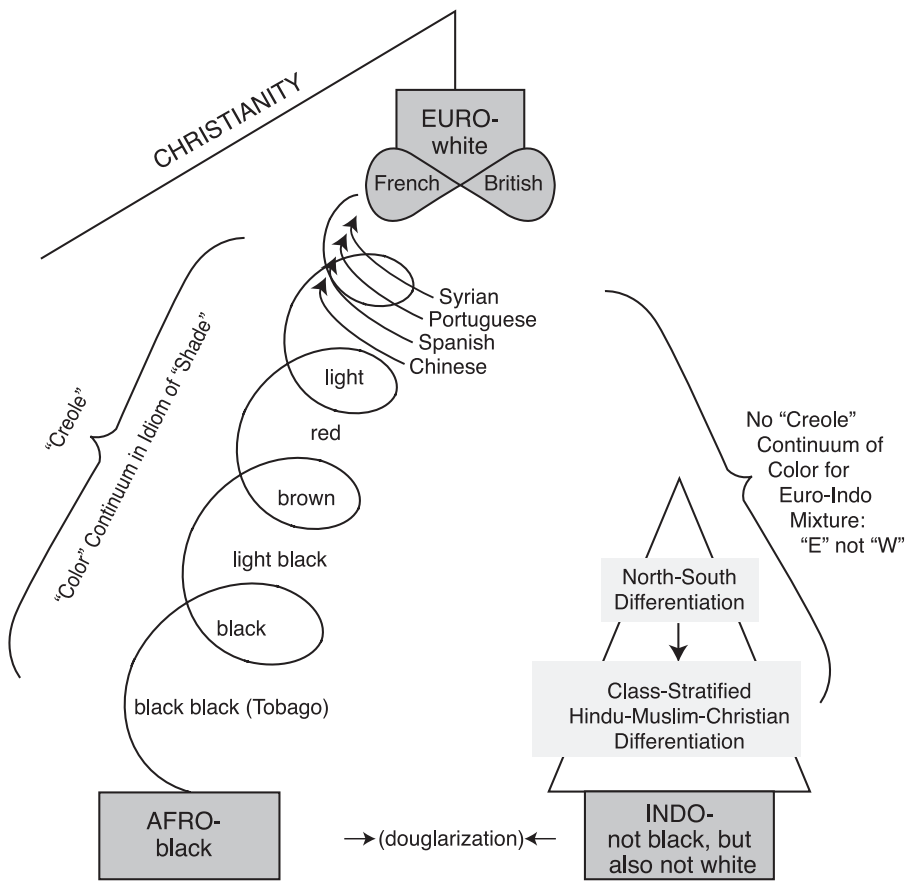 CHRISTIANITY
EURO-
white
French
British
Syrian
Portuguese
Spanish
Chinese
"Creole"
"Color" Continuum in Idiom of "Shade"
light
red
brown
light black
black
black black (Tobago)
No "Creole"
Continuum of
Color for
Euro-Indo
Mixture:
"E" not "W"
North-South
Differentiation
Class-Stratified
Hindu-Muslim-Christian
Differentiation
AFRO-
black
(douglarization)
INDO-
not black, but
also not white